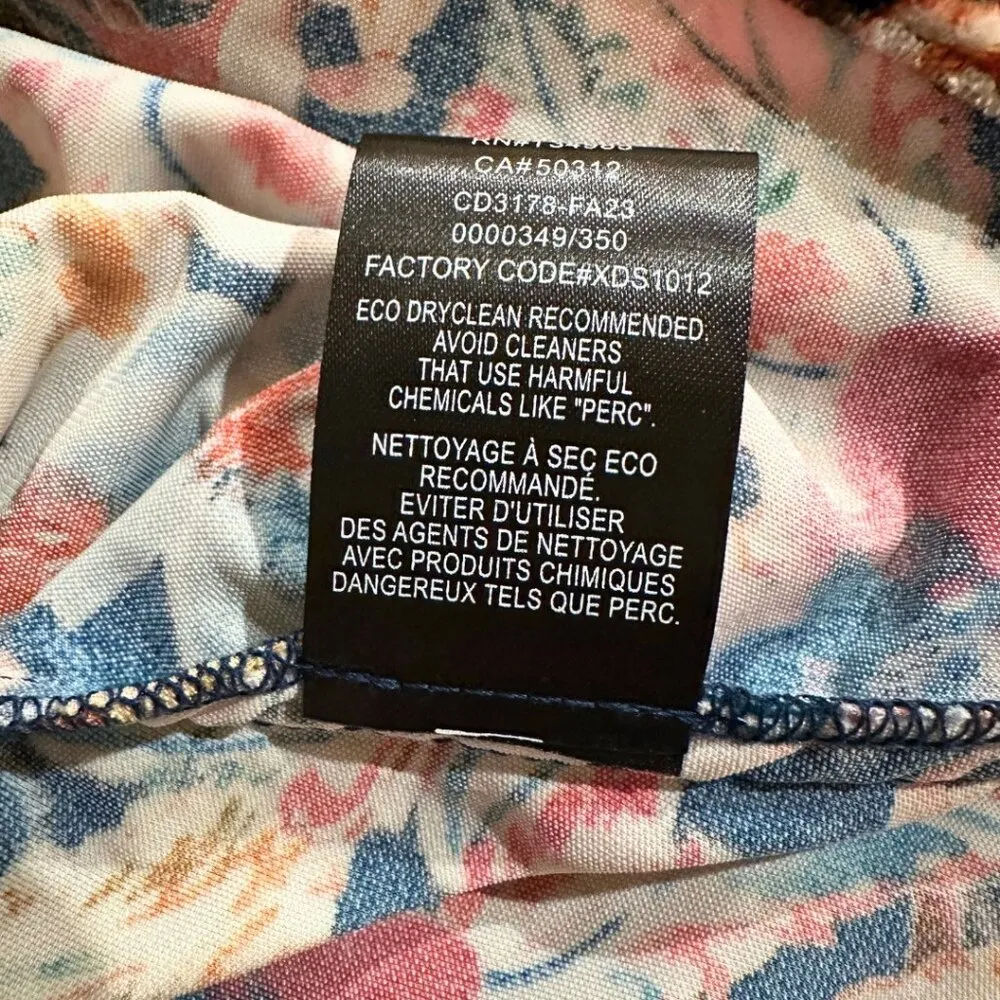 CA#50312
CD3178-FA23
0000349/350
FACTORY CODE#XDS1012
ECO DRYCLEAN RECOMMENDED.
AVOID CLEANERS
THAT USE HARMFUL
CHEMICALS LIKE "PERC".
NETTOYAGE À SEC ECO
RECOMMANDÉ.
EVITER D'UTILISER
DES AGENTS DE NETTOYAGE
AVEC PRODUITS CHIMIQUES
DANGEREUX TELS QUE PERC.